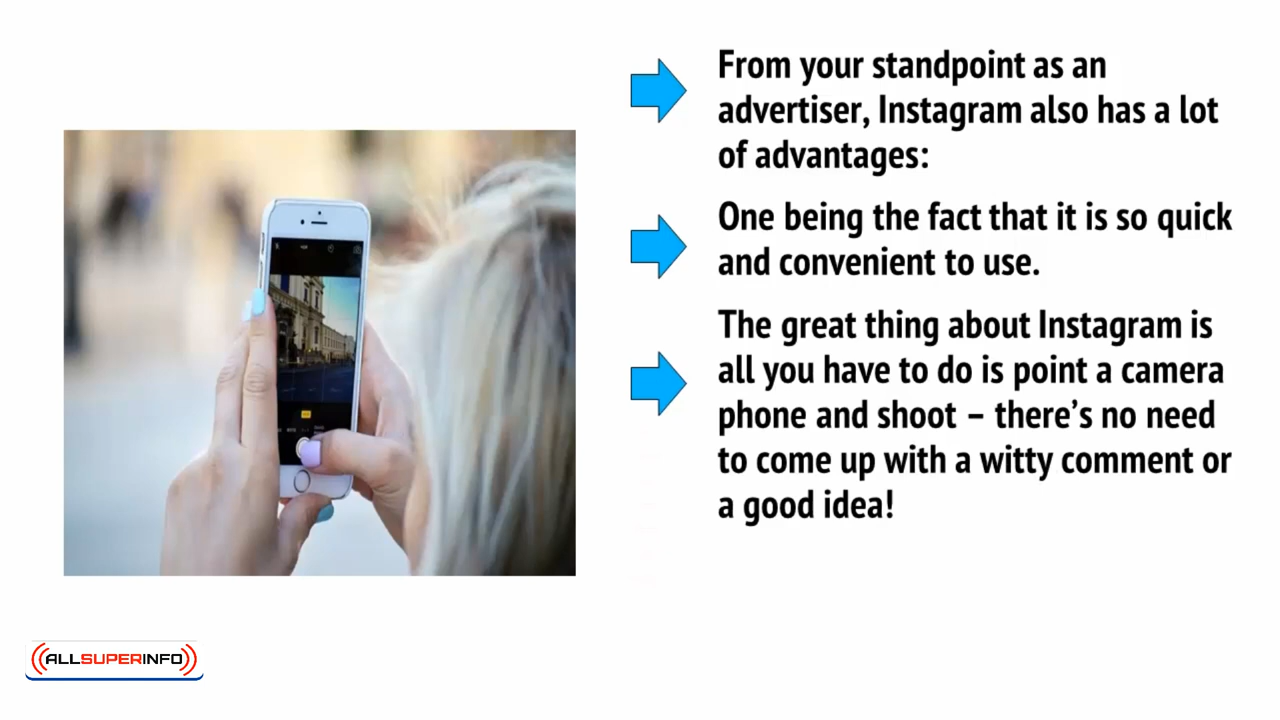 From your standpoint as an
advertiser, Instagram also has a lot
of advantages:
One being the fact that it is so quick
and convenient to use.
The great thing about Instagram is
all you have to do is point a camera
phone and shoot – there's no need
to come up with a witty comment or
a good idea!
ALLSUPERINFO